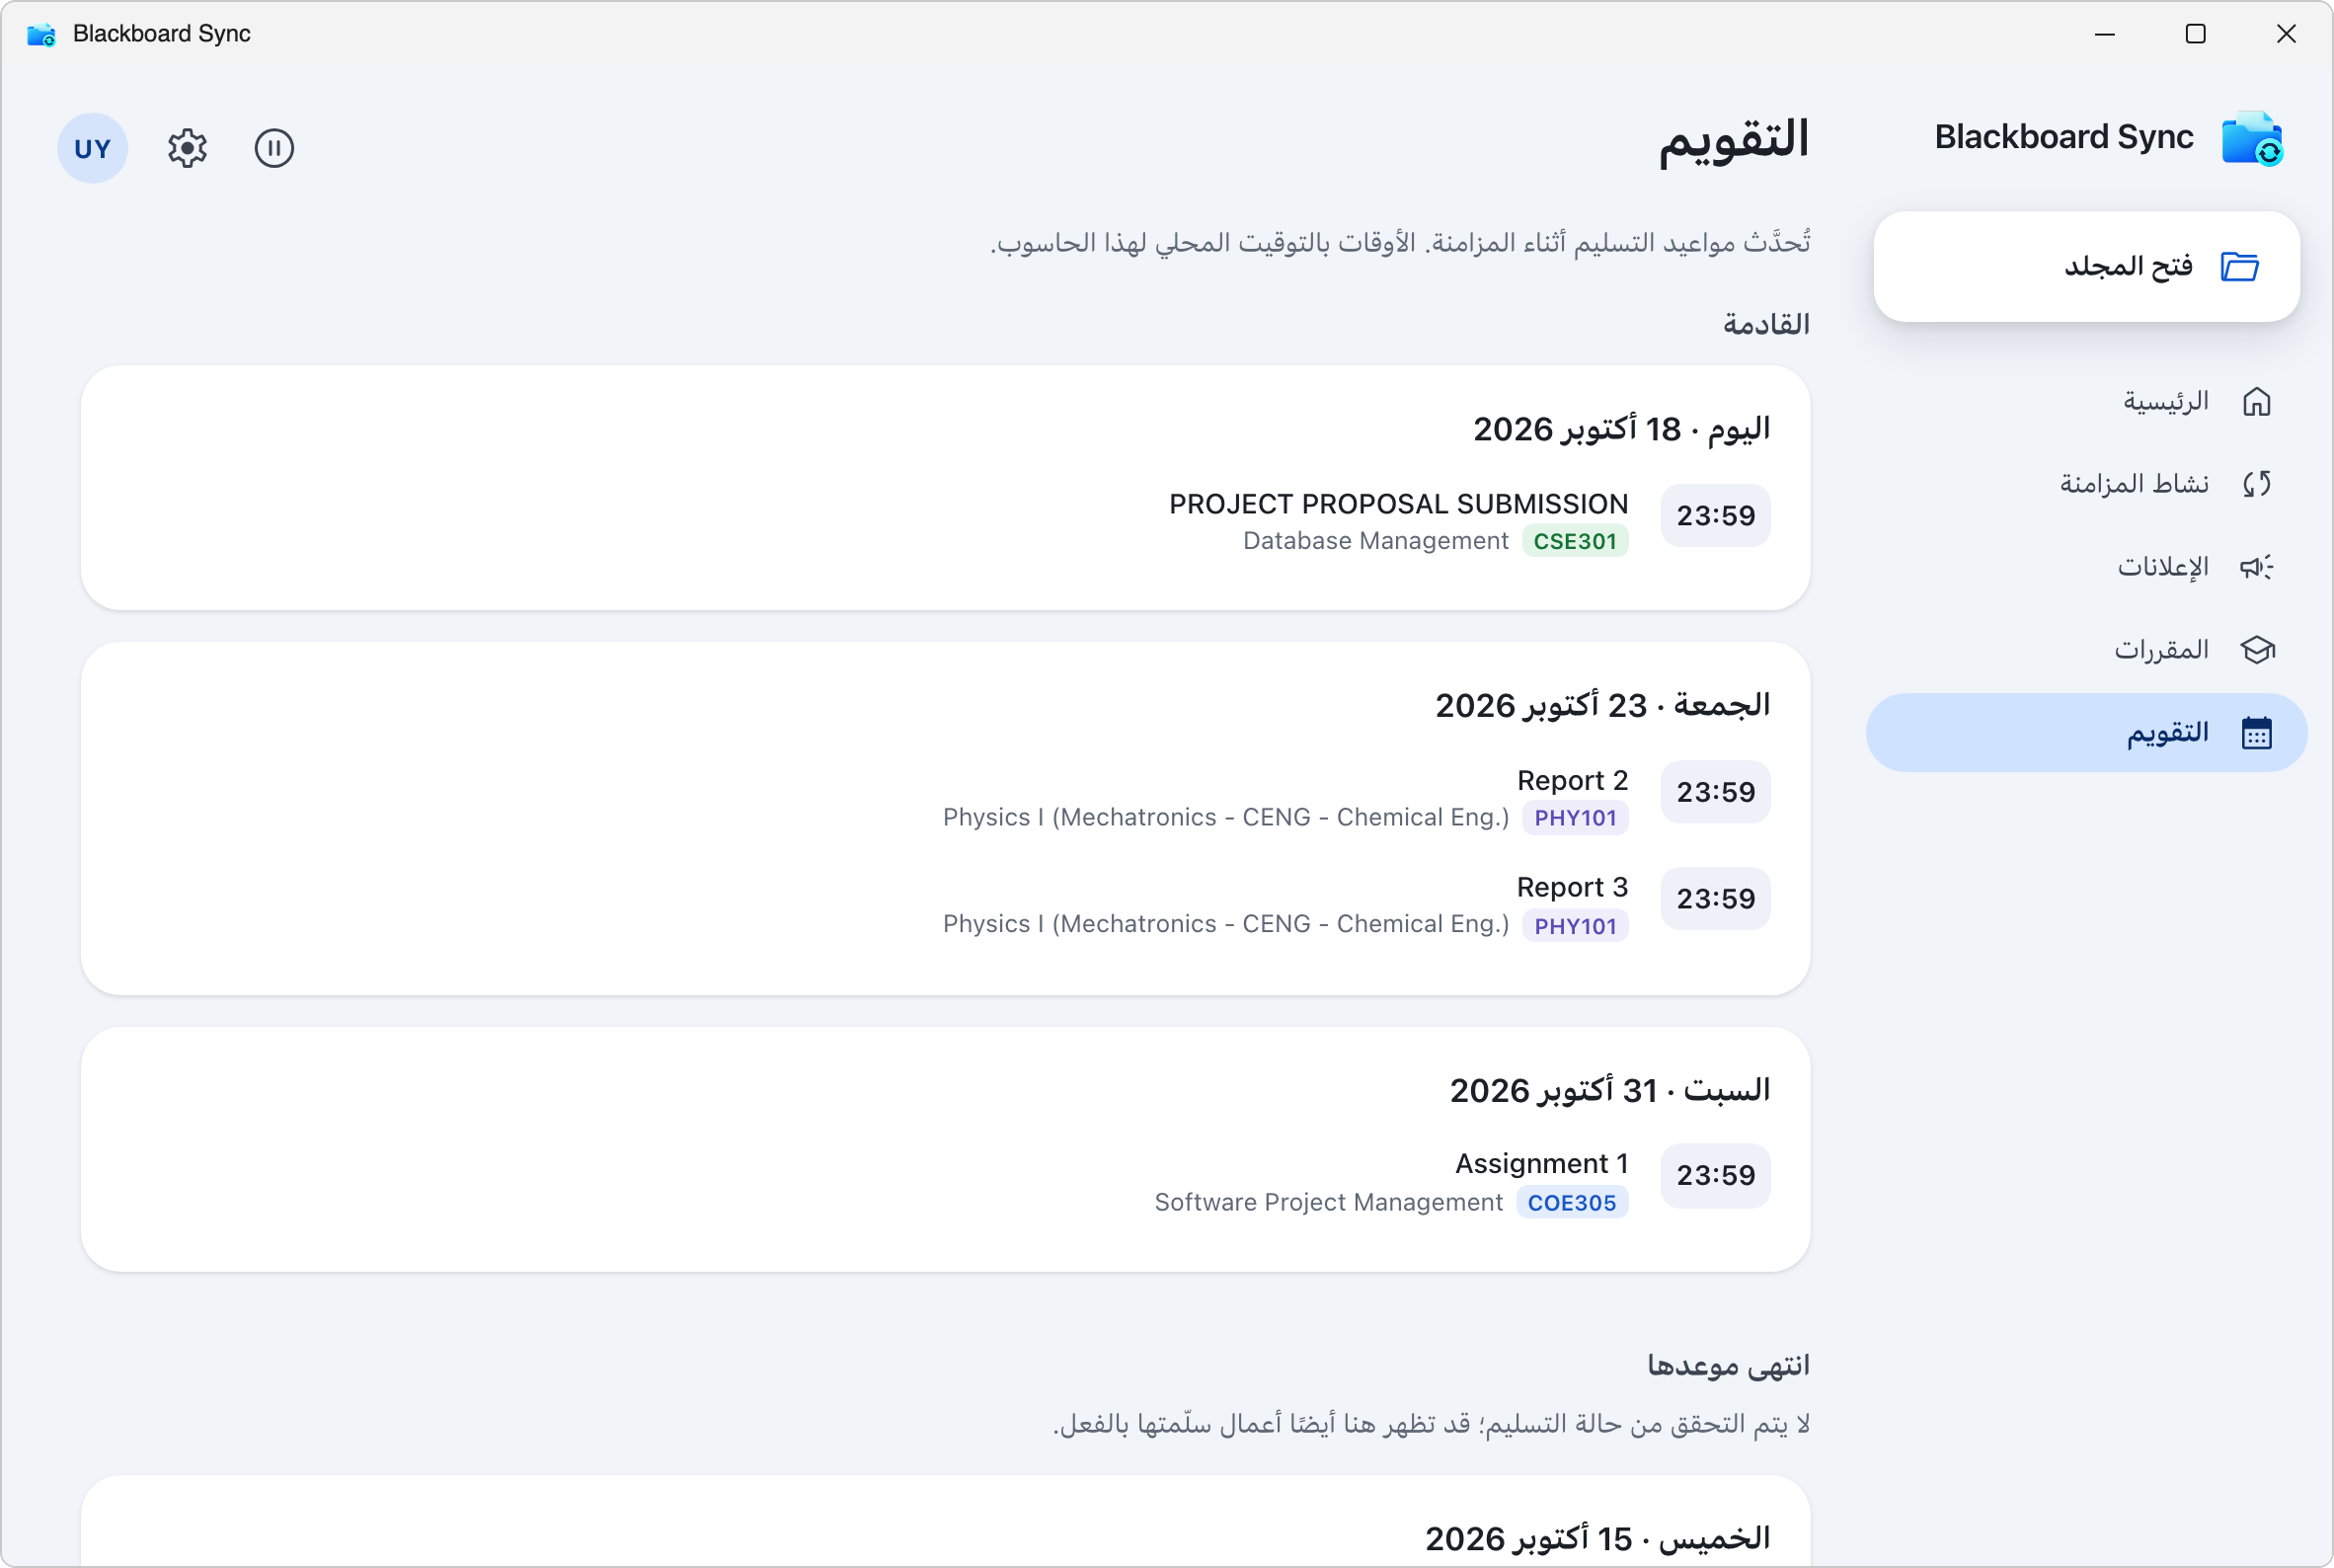 Blackboard Sync
Blackboard Sync
فتح المجلد
الرئيسية
نشاط المزامنة
الإعلانات
المقررات
التقويم
التقويم
UY
تُحدَّث مواعيد التسليم أثناء المزامنة. الأوقات بالتوقيت المحلي لهذا الحاسوب.
القادمة
اليوم · 18 أكتوبر 2026
23:59
PROJECT PROPOSAL SUBMISSION
CSE301 Database Management
الجمعة · 23 أكتوبر 2026
23:59
Report 2
PHY101 Physics I (Mechatronics - CENG - Chemical Eng.)
23:59
Report 3
PHY101 Physics I (Mechatronics - CENG - Chemical Eng.)
السبت · 31 أكتوبر 2026
23:59
Assignment 1
COE305 Software Project Management
انتهى موعدها
لا يتم التحقق من حالة التسليم؛ قد تظهر هنا أيضًا أعمال سلّمتها بالفعل.
الخميس · 15 أكتوبر 2026